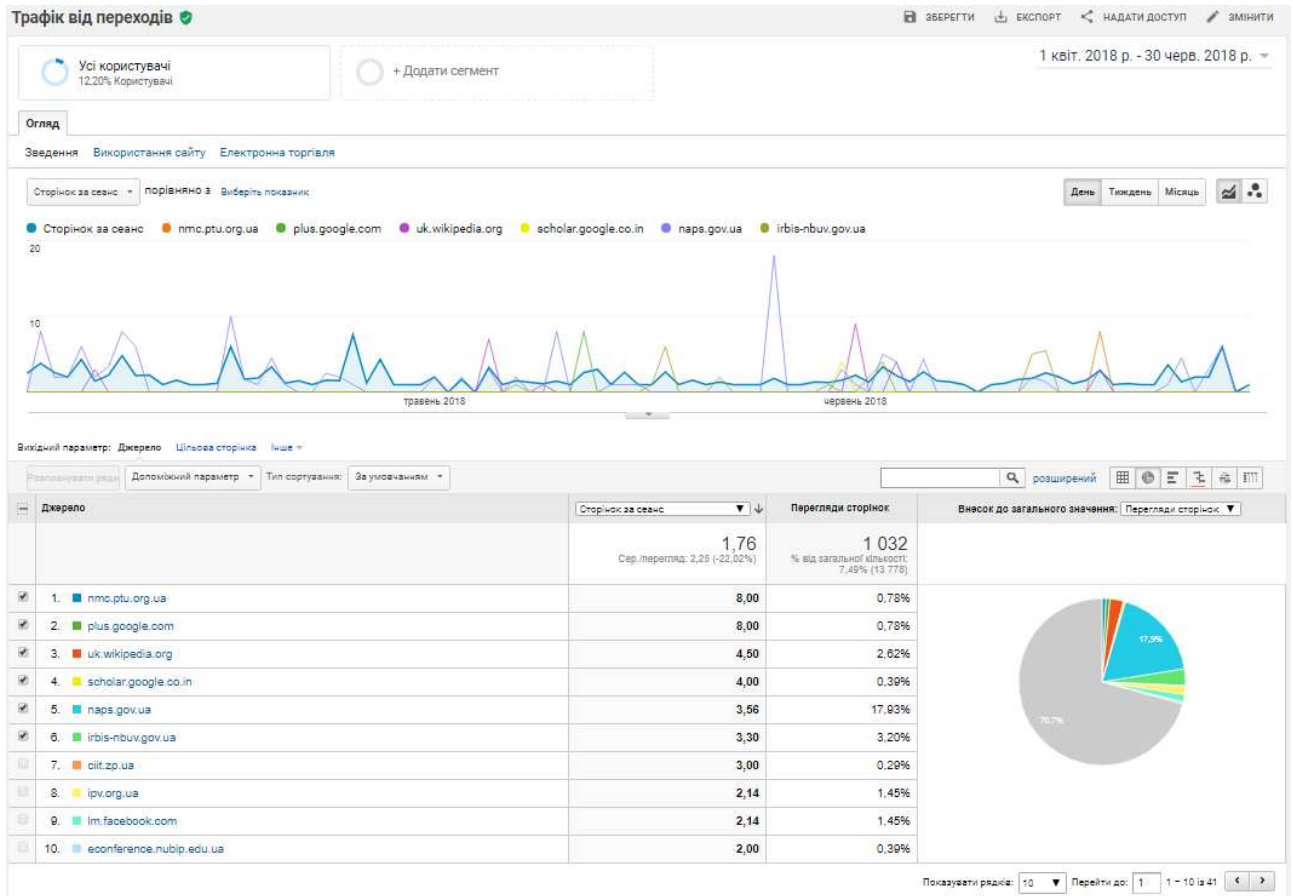 Трафік від переходів
ЗБЕРЕГТИ ЕКСПОРТ НАДАТИ ДОСТУП ЗМІНИТИ
Усі користувачі
12,20% Користувачі
+ Додати сегмент
1 квіт. 2018 р. - 30 черв. 2018 р.
Огляд
Зведення Використання сайту Електронна торгівля
Сторінок за сеанс порівняно з Виберіть показник
День Тиждень Місяць
Сторінок за сеанс nmc.ptu.org.ua plus.google.com uk.wikipedia.org scholar.google.co.in naps.gov.ua irbis-nbuv.gov.ua
20
10
травень 2018 червень 2018
Вихідний параметр: Джерело Цільова сторінка Інше
Розпланувати ряди Допоміжний параметр Тип сортування: За умовчанням
розширений
Джерело Сторінок за сеанс Перегляди сторінок Внесок до загального значення: Перегляди сторінок
1,76 1 032
Сер./перегляд: 2,25 (-22,02%) % від загальної кількості:
7,49% (13 778)
1. nmc.ptu.org.ua 8,00 0,78%
2. plus.google.com 8,00 0,78%
3. uk.wikipedia.org 4,50 2,62%
4. scholar.google.co.in 4,00 0,39%
5. naps.gov.ua 3,56 17,93%
6. irbis-nbuv.gov.ua 3,30 3,20%
7. ciit.zp.ua 3,00 0,29%
8. ipv.org.ua 2,14 1,45%
9. lm.facebook.com 2,14 1,45%
10. econference.nubip.edu.ua 2,00 0,39%
17,9%
70,7%
Показувати рядків: 10 Перейти до: 1 1 – 10 із 41